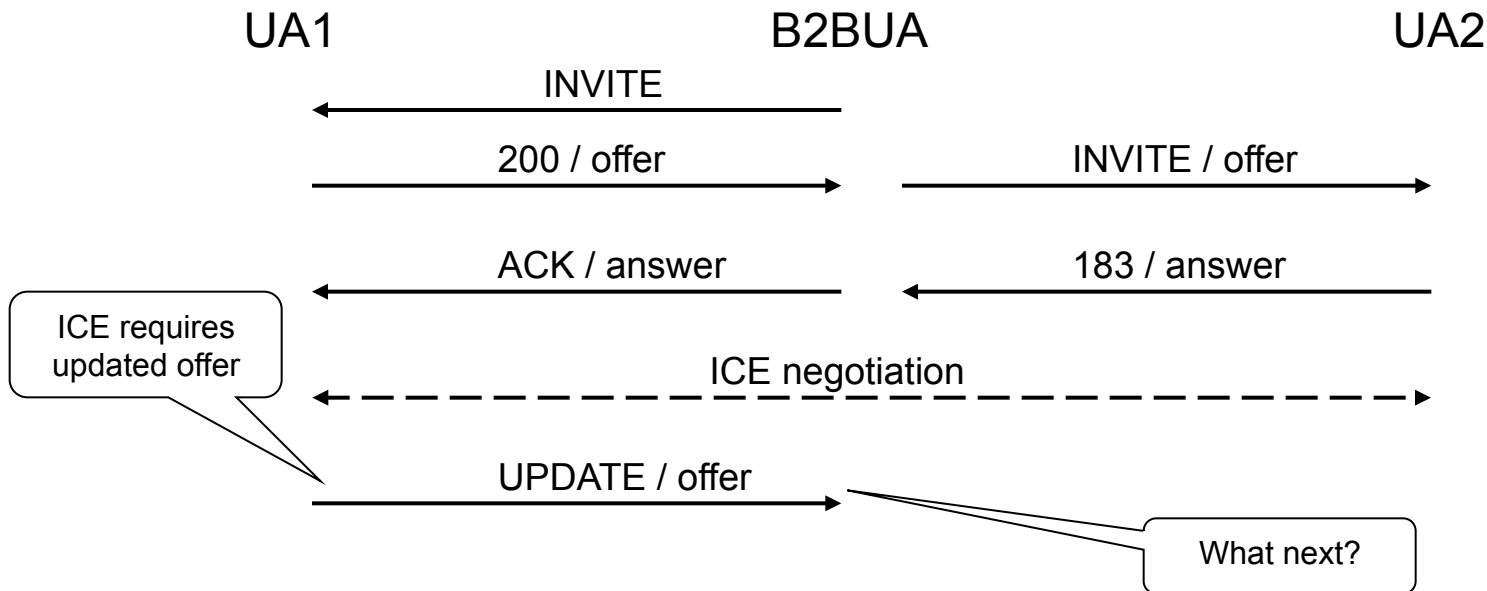 UA1 B2BUA UA2
INVITE
200 / offer INVITE / offer
ACK / answer 183 / answer
ICE requires
updated offer
ICE negotiation
UPDATE / offer
What next?